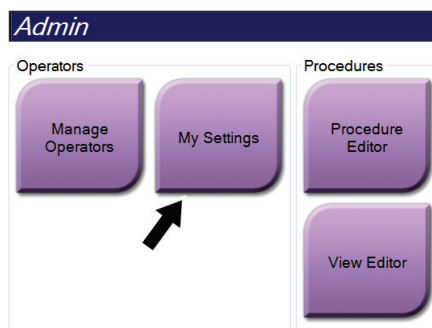 Admin
Operators
Manage
Operators
My Settings
Procedures
Procedure
Editor
View Editor